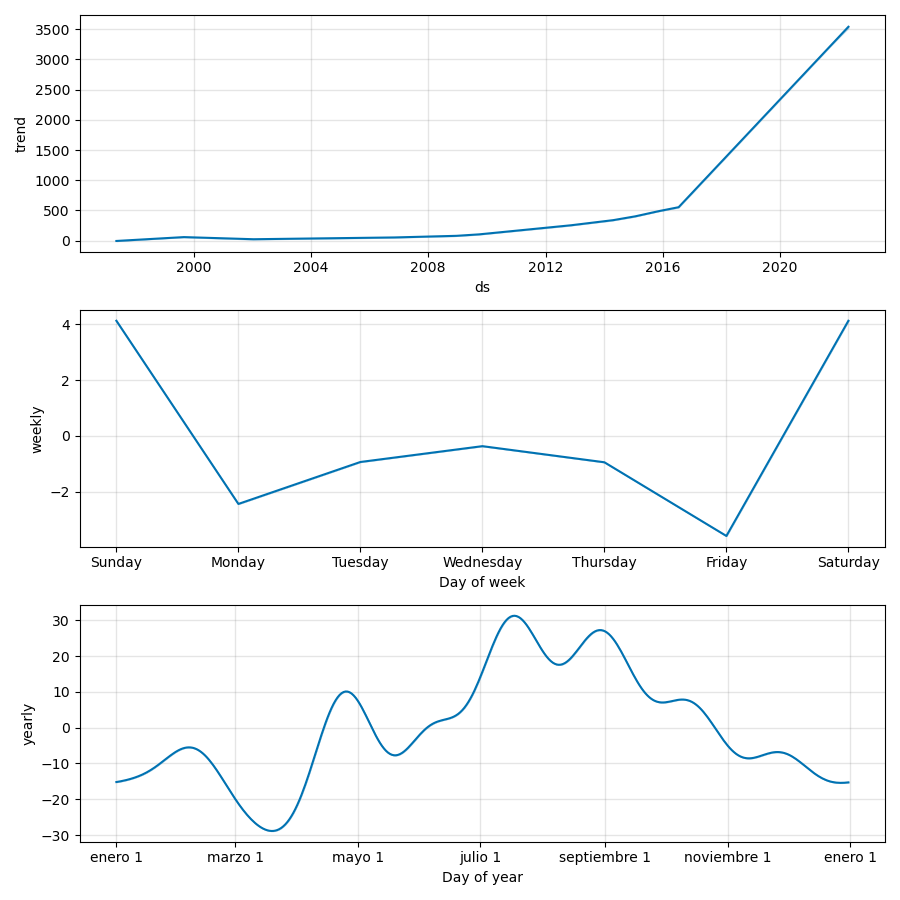 3500
3000
2500
2000
1500
1000
500
0
trend
2000 2004 2008 2012 2016 2020
ds
4
2
0
−2
weekly
Sunday Monday Tuesday Wednesday Thursday Friday Saturday
Day of week
30
20
10
0
−10
−20
−30
yearly
enero 1 marzo 1 mayo 1 julio 1 septiembre 1 noviembre 1 enero 1
Day of year